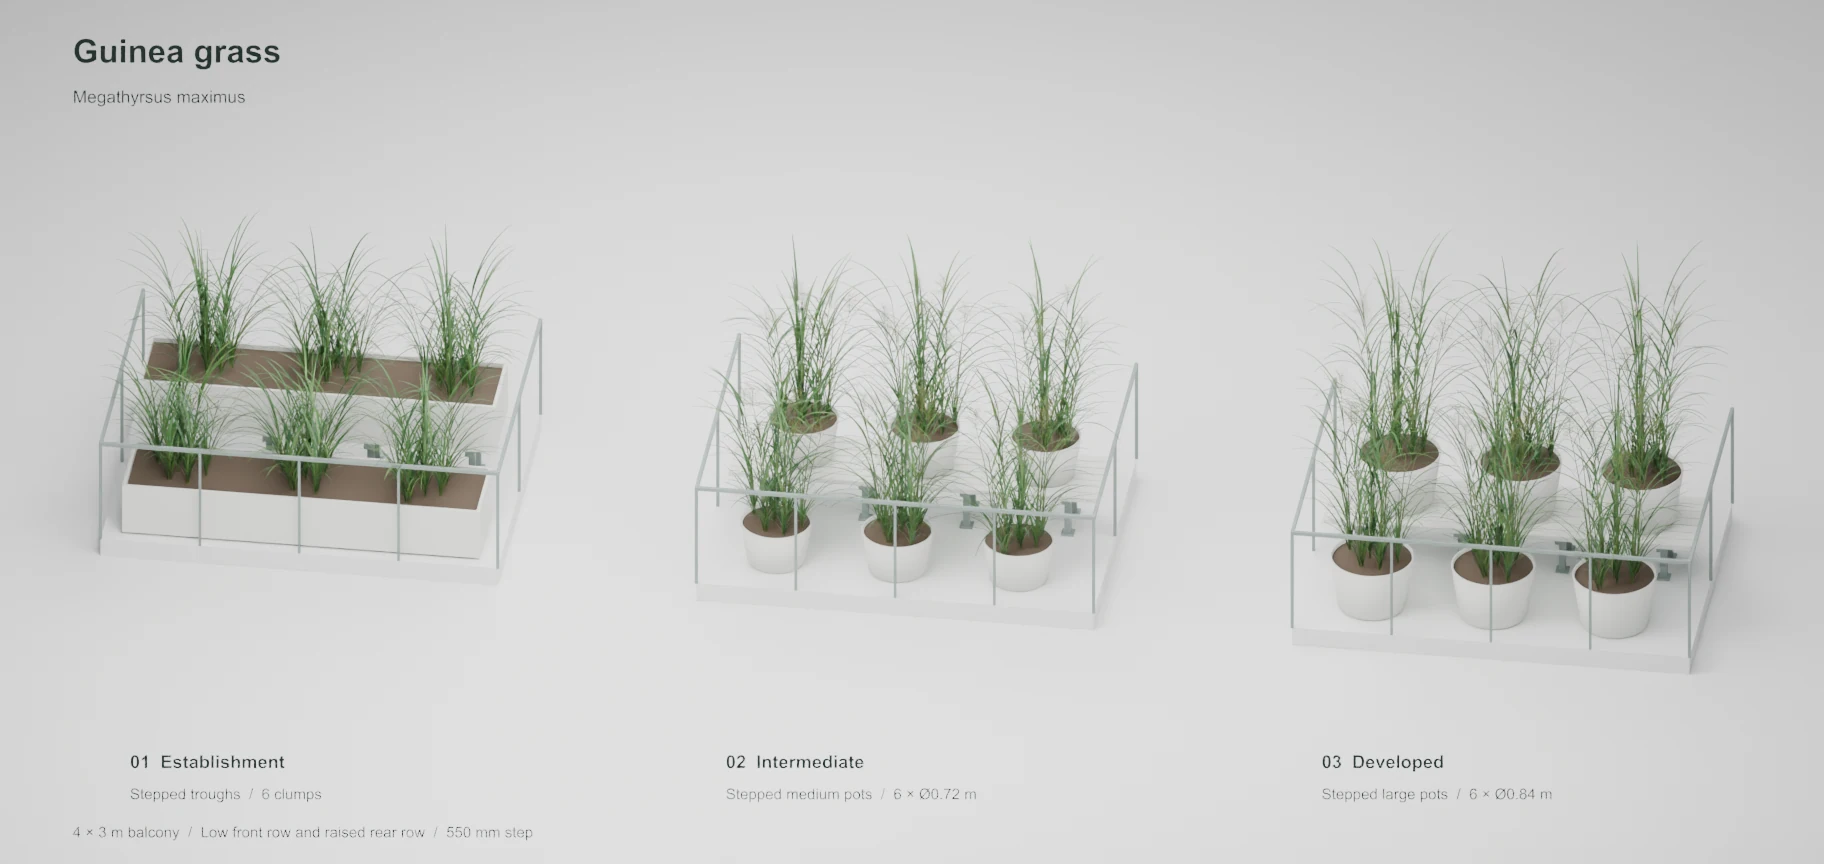 Guinea grass
Megathyrsus maximus
01 Establishment
Stepped troughs / 6 clumps
02 Intermediate
Stepped medium pots / 6 × Ø0.72 m
03 Developed
Stepped large pots / 6 × Ø0.84 m
4 × 3 m balcony / Low front row and raised rear row / 550 mm step